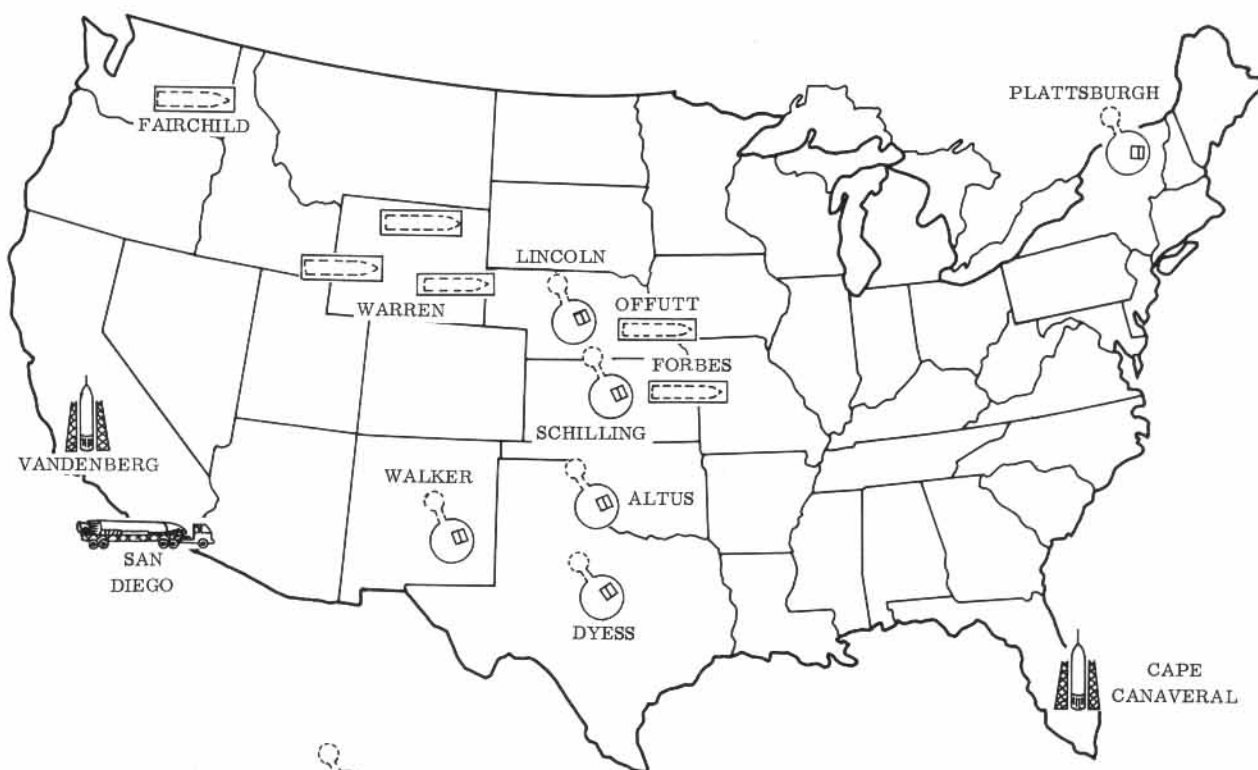 PLATTSBURGH
FAIRCHILD
LINCOLN
WARREN
OFFUTT
FORBES
SCHILLING
VANDENBERG
WALKER
ALTUS
SAN
DIEGO
DYESS
CAPE
CANAVERAL